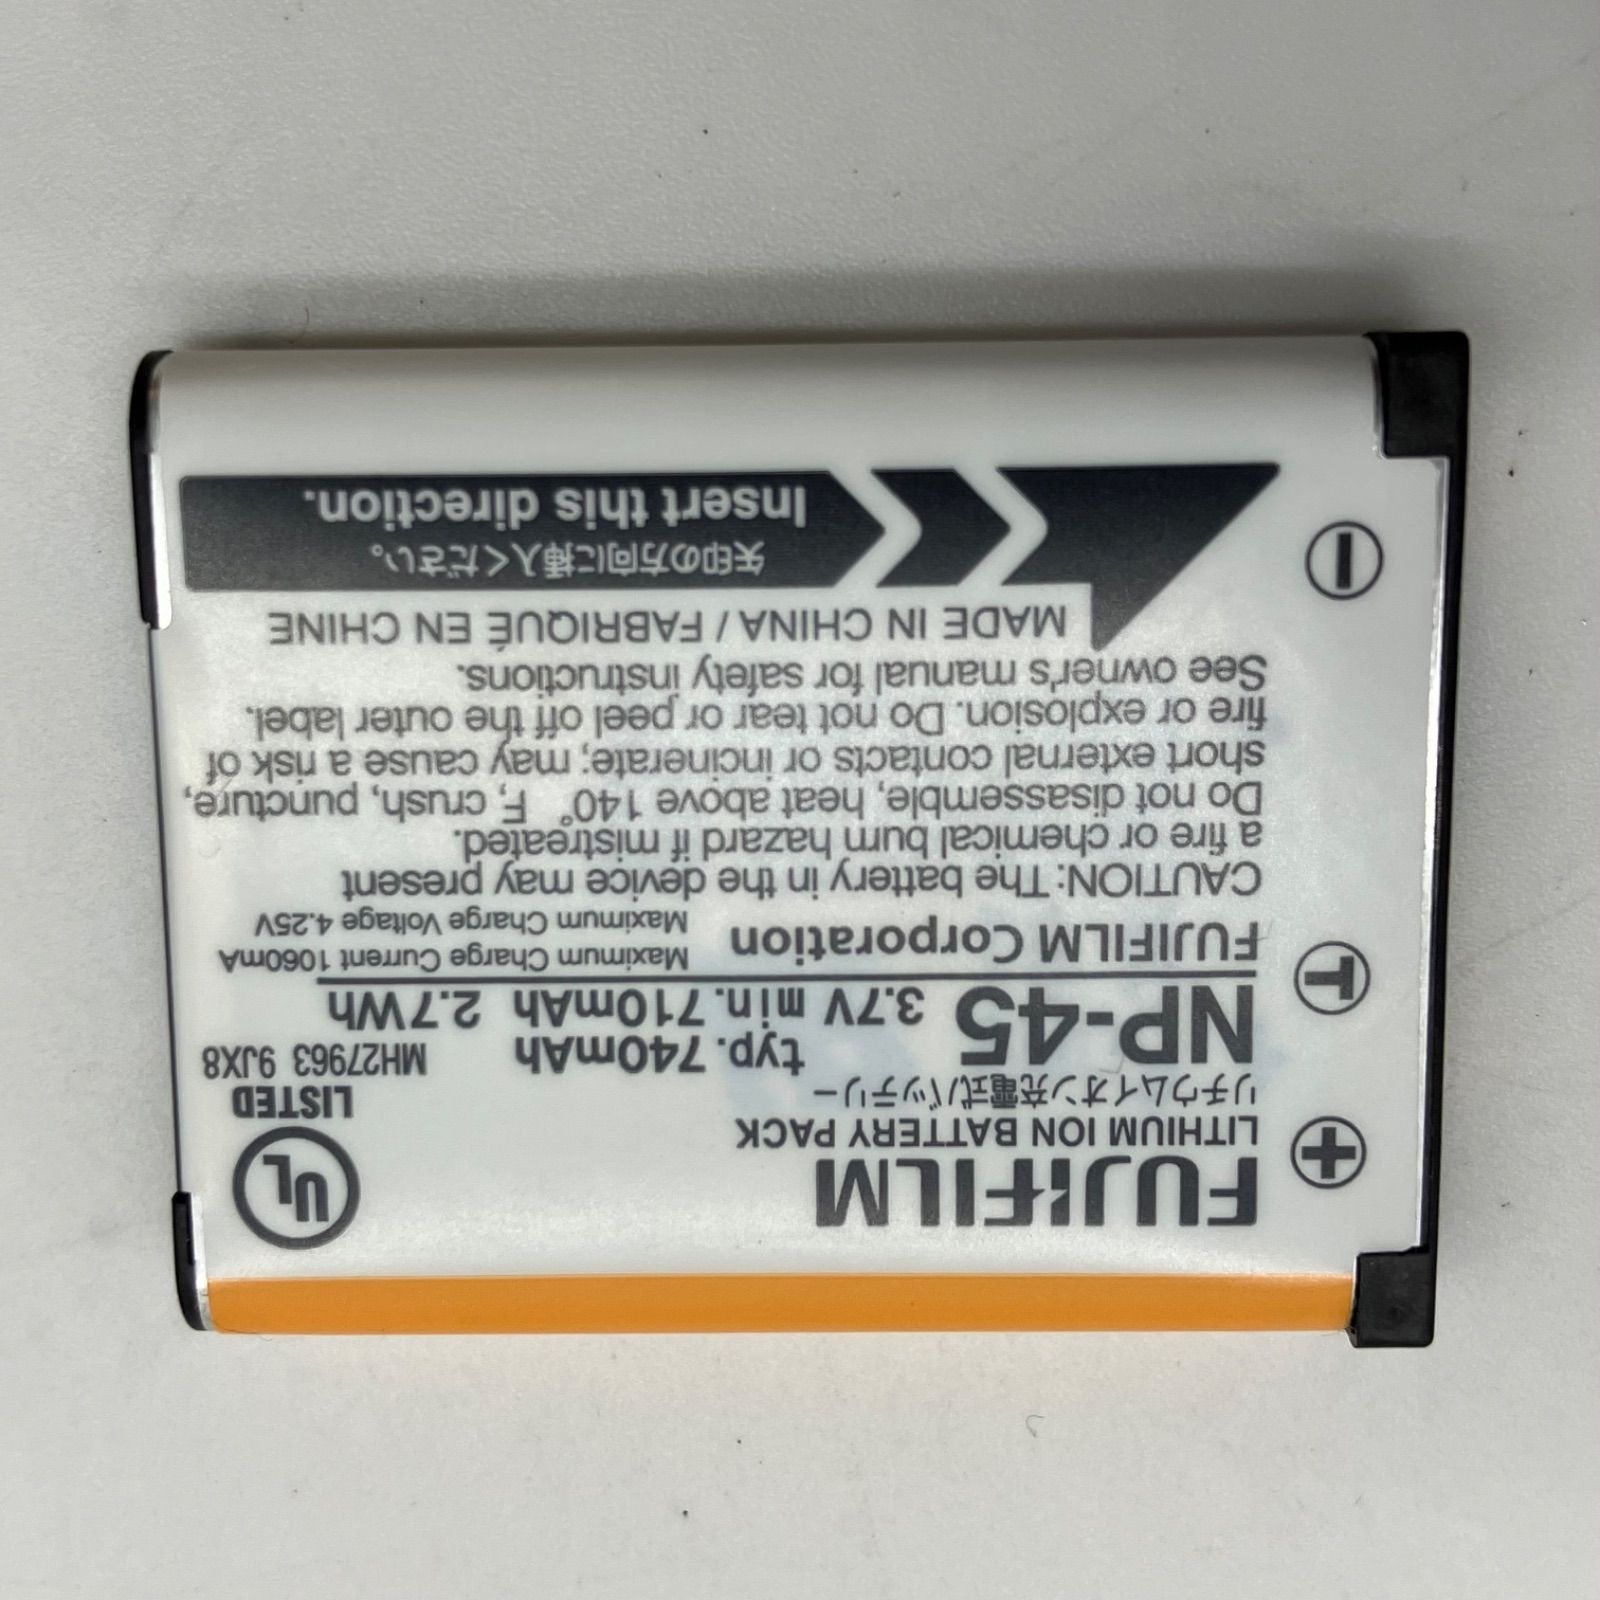 FUJIFILM
LITHIUM ION BATTERY PACK
リチウムイオン充電式バッテリー
NP-45
typ. 740mAh
3.7V min. 710mAh 2.7Wh
UL
LISTED
MH27963 9JX8
FUJIFILM Corporation
Maximum Charge Current 1060mA
Maximum Charge Voltage 4.25V
CAUTION: The battery in the device may present
a fire or chemical burn hazard if mistreated.
Do not disassemble, heat above 140° F, crush, puncture,
short external contacts or incinerate; may cause a risk of
fire or explosion. Do not tear or peel off the outer label.
See owner's manual for safety instructions.
MADE IN CHINA / FABRIQUÉ EN CHINE
矢印の方向に挿入ください。
Insert this direction.
+
T
−